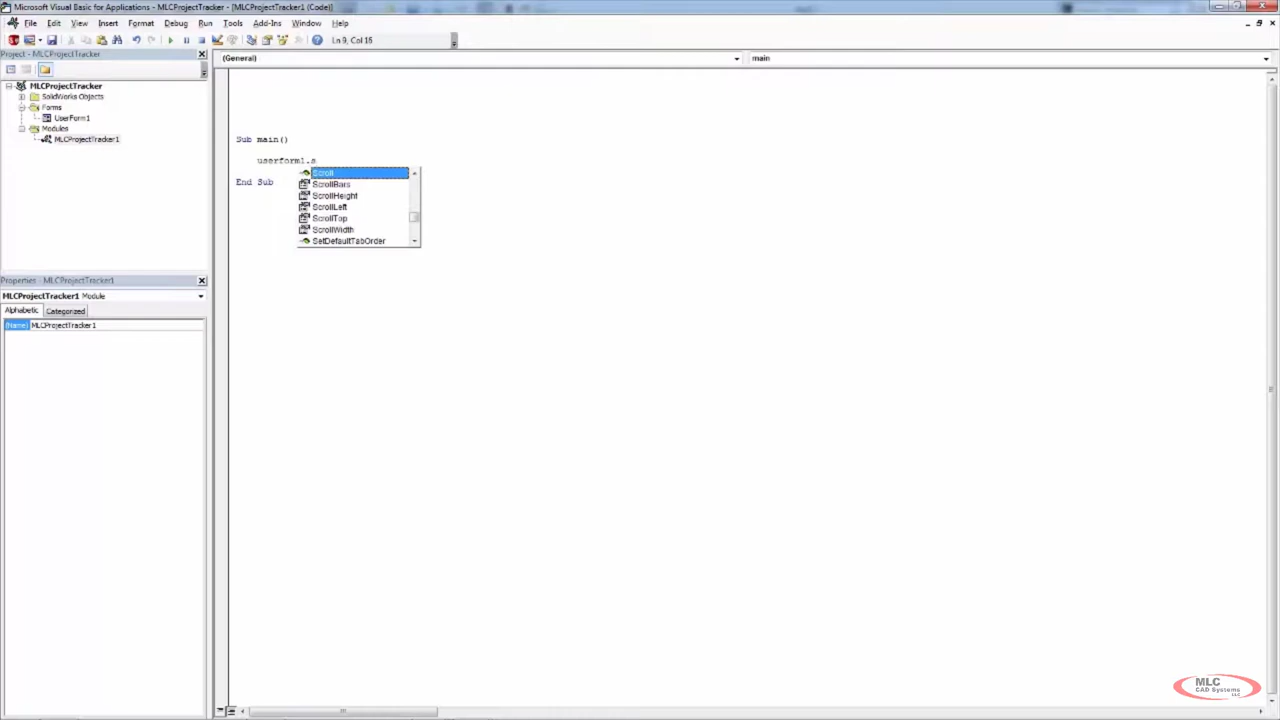 Microsoft Visual Basic for Applications - MLCProjectTracker - [MLCProjectTracker1 (Code)]
File Edit View Insert Format Debug Run Tools Add-Ins Window Help
Ln 9, Col 16
Project - MLCProjectTracker
(General) main
MLCProjectTracker
SolidWorks Objects
Forms
UserForm1
Modules
MLCProjectTracker1
Sub main()
userform1.s
End Sub
Scroll
ScrollBars
ScrollHeight
ScrollLeft
ScrollTop
ScrollWidth
SetDefaultTabOrder
Properties - MLCProjectTracker1
MLCProjectTracker1 Module
Alphabetic Categorized
(Name) MLCProjectTracker1
MLC
CAD Systems
LLC